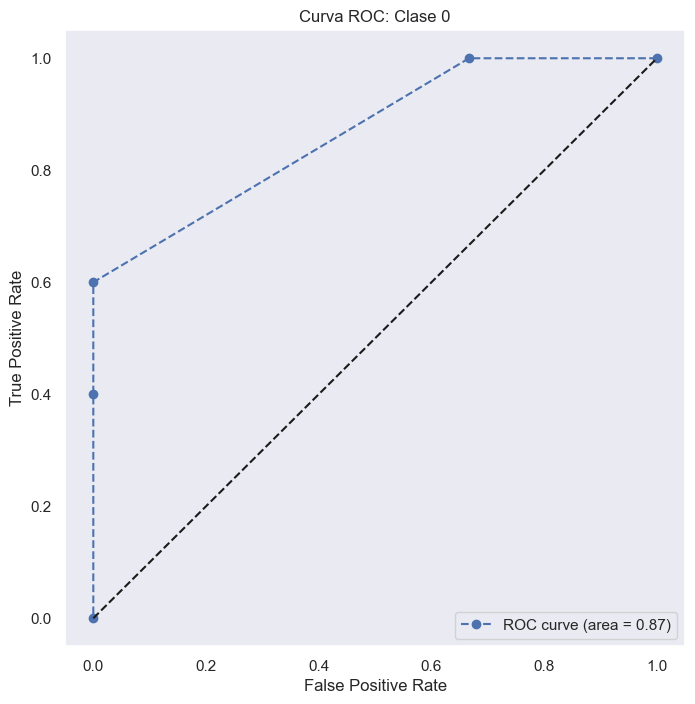 Curva ROC: Clase 0
True Positive Rate
1.0
0.8
0.6
0.4
0.2
0.0
0.0 0.2 0.4 0.6 0.8 1.0
False Positive Rate
ROC curve (area = 0.87)